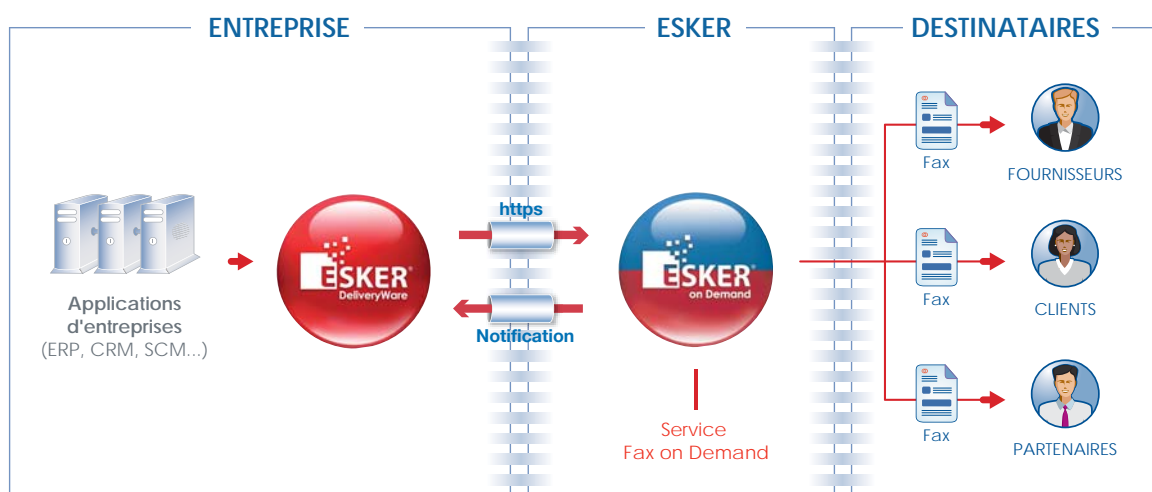 ENTREPRISE
ESKER
DESTINATAIRES
Applications
d'entreprises
(ERP, CRM, SCM...)
ESKER®
DeliveryWare
https
Notification
ESKER®
on Demand
Service
Fax on Demand
Fax
FOURNISSEURS
Fax
CLIENTS
Fax
PARTENAIRES